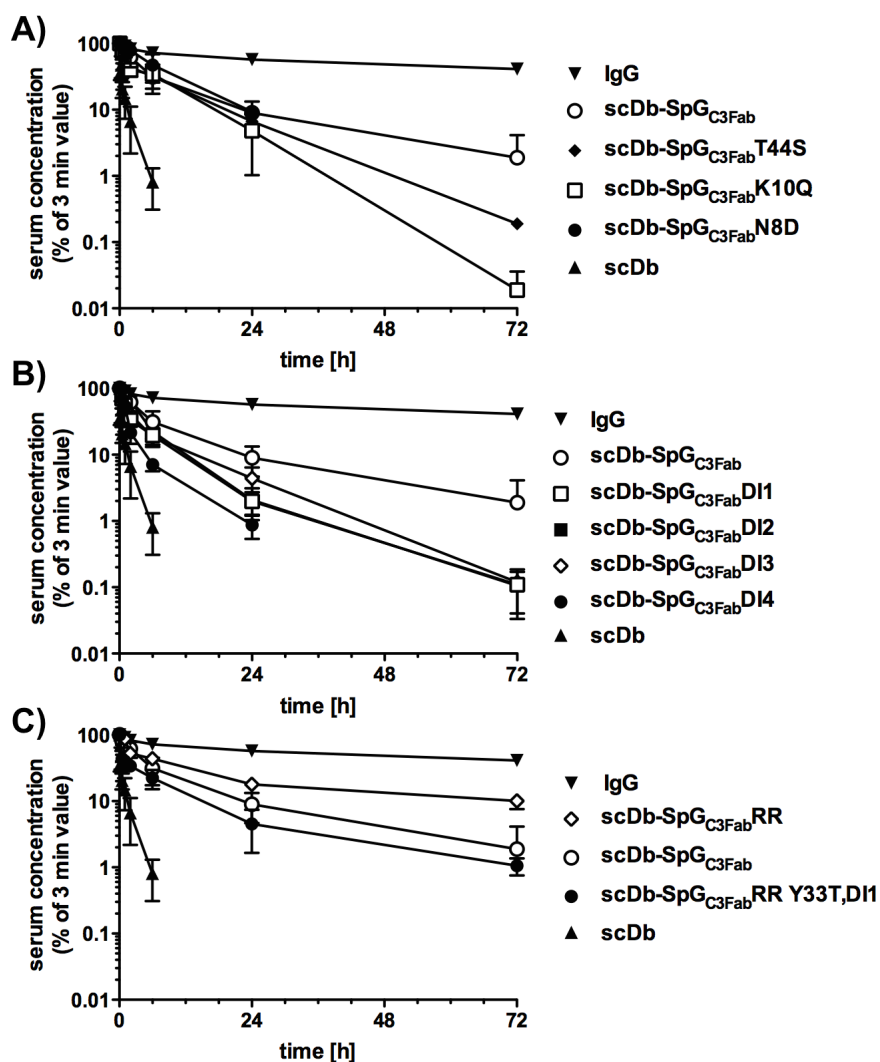 A)
serum concentration
(% of 3 min value)
100
10
1
0.1
0.01
0
24
48
72
time [h]
IgG
scDb-SpGC3Fab
scDb-SpGC3FabT44S
scDb-SpGC3FabK10Q
scDb-SpGC3FabN8D
scDb
B)
serum concentration
(% of 3 min value)
100
10
1
0.1
0.01
0
24
48
72
time [h]
IgG
scDb-SpGC3Fab
scDb-SpGC3FabDI1
scDb-SpGC3FabDI2
scDb-SpGC3FabDI3
scDb-SpGC3FabDI4
scDb
C)
serum concentration
(% of 3 min value)
100
10
1
0.1
0.01
0
24
48
72
time [h]
IgG
scDb-SpGC3FabRR
scDb-SpGC3Fab
scDb-SpGC3FabRR Y33T,DI1
scDb